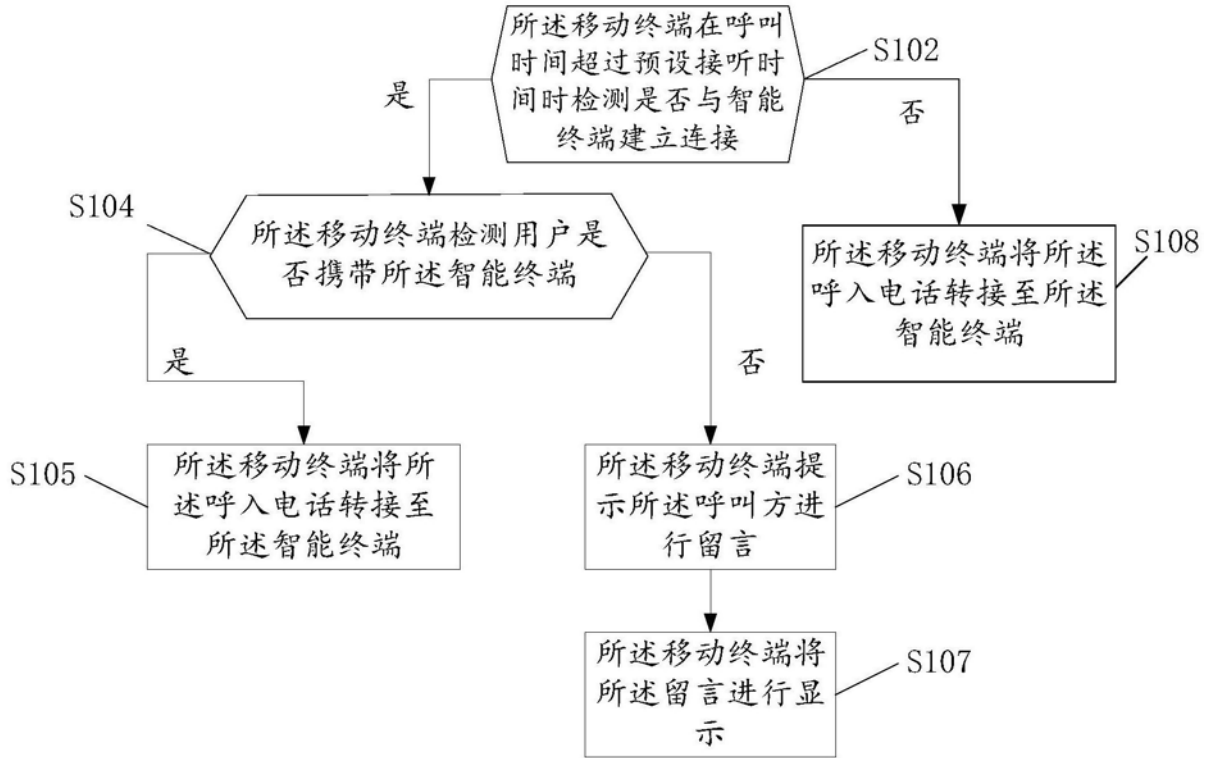 所述移动终端在呼叫
时间超过预设接听时
间时检测是否与智能
终端建立连接
S102
是
否
S104
所述移动终端检测用户是
否携带所述智能终端
所述移动终端将所述
呼入电话转接至所述
智能终端
S108
是
否
S105
所述移动终端将所
述呼入电话转接至
所述智能终端
所述移动终端提
示所述呼叫方进
行留言
S106
所述移动终端将
所述留言进行显
示
S107